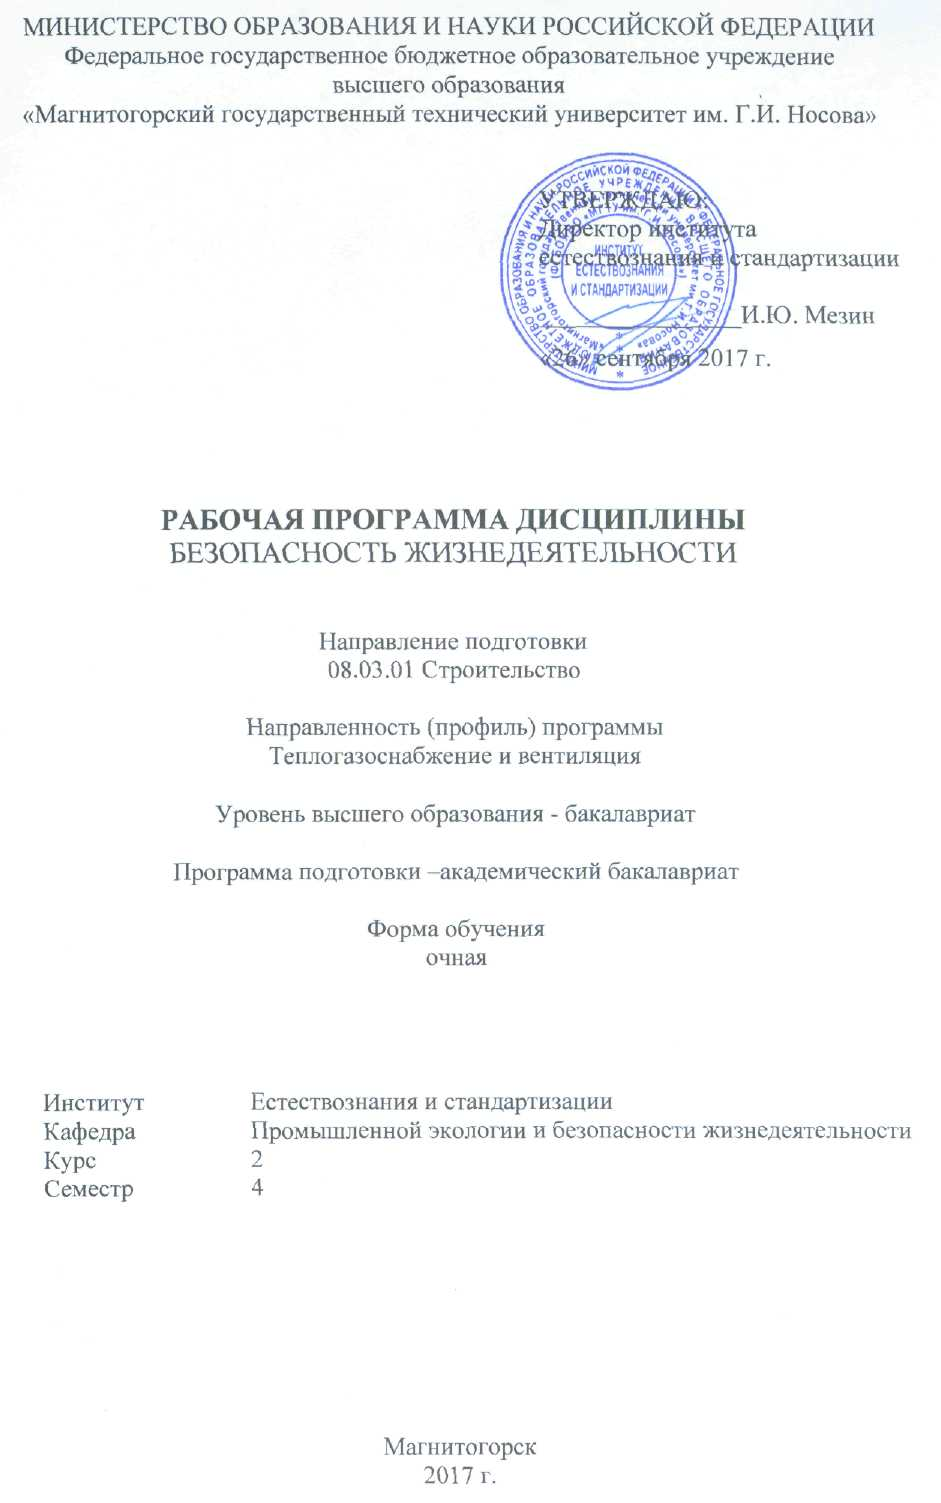 МИНИСТЕРСТВО ОБРАЗОВАНИЯ И НАУКИ РОССИЙСКОЙ ФЕДЕРАЦИИ
Федеральное государственное бюджетное образовательное учреждение
высшего образования
«Магнитогорский государственный технический университет им. Г.И. Носова»
УТВЕРЖДАЮ:
Директор института
естествознания и стандартизации
И.Ю. Мезин
«26» сентября 2017 г.
ИНСТИТУТ
ЕСТЕСТВОЗНАНИЯ
И СТАНДАРТИЗАЦИИ
РАБОЧАЯ ПРОГРАММА ДИСЦИПЛИНЫ
БЕЗОПАСНОСТЬ ЖИЗНЕДЕЯТЕЛЬНОСТИ
Направление подготовки
08.03.01 Строительство
Направленность (профиль) программы
Теплогазоснабжение и вентиляция
Уровень высшего образования - бакалавриат
Программа подготовки –академический бакалавриат
Форма обучения
очная
Институт Естествознания и стандартизации
Кафедра Промышленной экологии и безопасности жизнедеятельности
Курс 2
Семестр 4
Магнитогорск
2017 г.